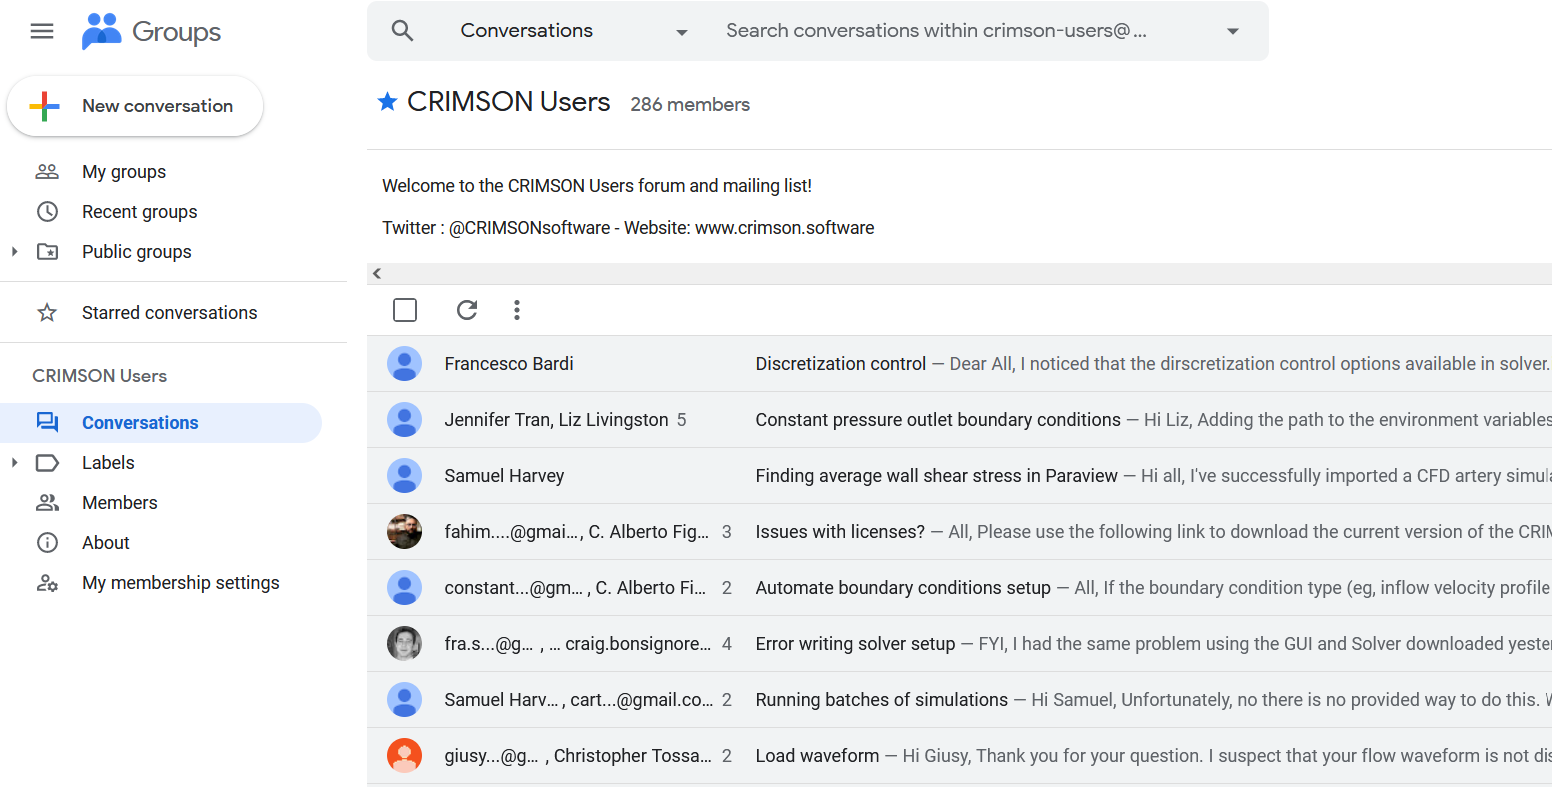 Groups
Conversations
Search conversations within crimson-users@ ...
New conversation
CRIMSON Users 286 members
My groups
Recent groups
Public groups
Starred conversations
CRIMSON Users
Conversations
Labels
Members
About
My membership settings
Welcome to the CRIMSON Users forum and mailing list!
Twitter : @CRIMSONsoftware - Website: www.crimson.software
Francesco Bardi Discretization control — Dear All, I noticed that the dirscretization control options available in solver.
Jennifer Tran, Liz Livingston 5 Constant pressure outlet boundary conditions — Hi Liz, Adding the path to the environment variables
Samuel Harvey Finding average wall shear stress in Paraview — Hi all, I've successfully imported a CFD artery simul
fahim....@gmai..., C. Alberto Fig... 3 Issues with licenses? — All, Please use the following link to download the current version of the CRI
constant...@gm... , C. Alberto Fi... 2 Automate boundary conditions setup — All, If the boundary condition type (eg, inflow velocity profile
fra.s...@g... , ... craig.bonsignore... 4 Error writing solver setup — FYI, I had the same problem using the GUI and Solver downloaded yeste
Samuel Harv... , cart...@gmail.co... 2 Running batches of simulations — Hi Samuel, Unfortunately, no there is no provided way to do this.
giusy...@g... , Christopher Tossa... 2 Load waveform — Hi Giusy, Thank you for your question. I suspect that your flow waveform is not dis